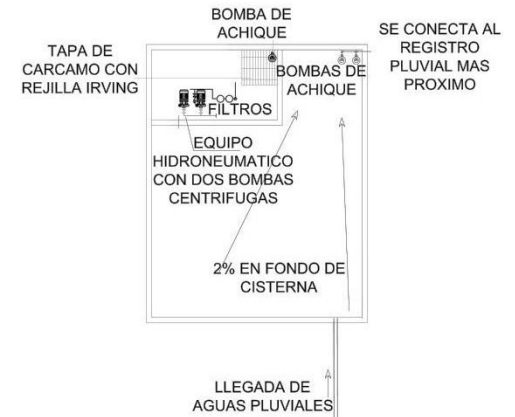 BOMBA DE
ACHIQUE
SE CONECTA AL
REGISTRO
PLUVIAL MAS
PROXIMO
TAPA DE
CARCAMO CON
REJILLA IRVING
BOMBAS DE
ACHIQUE
FILTROS
EQUIPO
HIDRONEUMATICO
CON DOS BOMBAS
CENTRIFUGAS
2% EN FONDO DE
CISTERNA
LLEGADA DE
AGUAS PLUVIALES